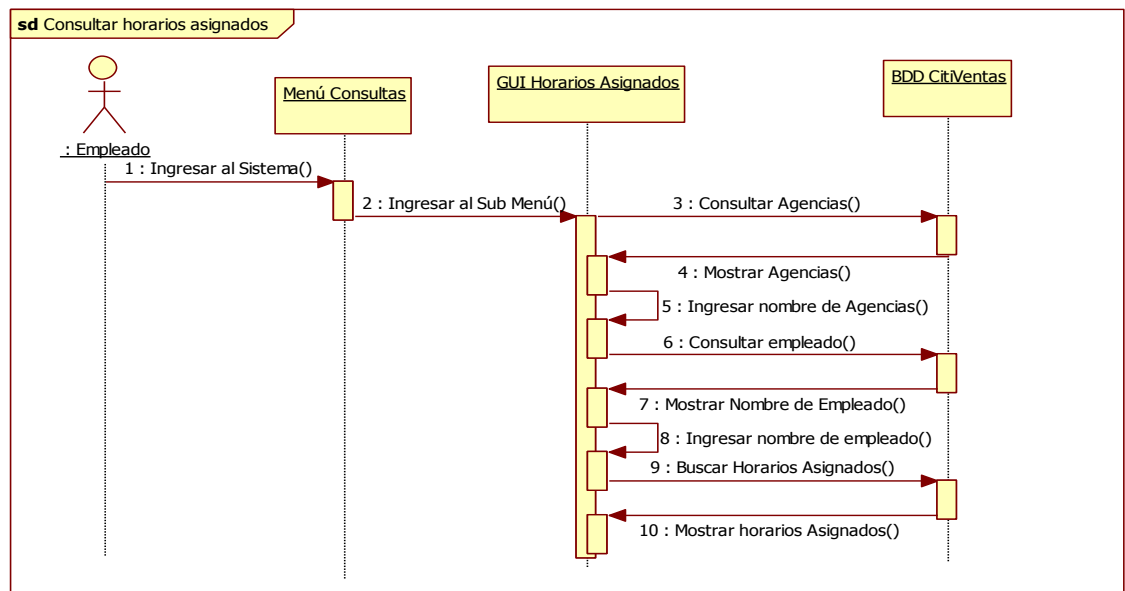 sd Consultar horarios asignados
: Empleado
Menú Consultas
GUI Horarios Asignados
BDD CitiVentas
1 : Ingresar al Sistema()
2 : Ingresar al Sub Menú()
3 : Consultar Agencias()
4 : Mostrar Agencias()
5 : Ingresar nombre de Agencias()
6 : Consultar empleado()
7 : Mostrar Nombre de Empleado()
8 : Ingresar nombre de empleado()
9 : Buscar Horarios Asignados()
10 : Mostrar horarios Asignados()